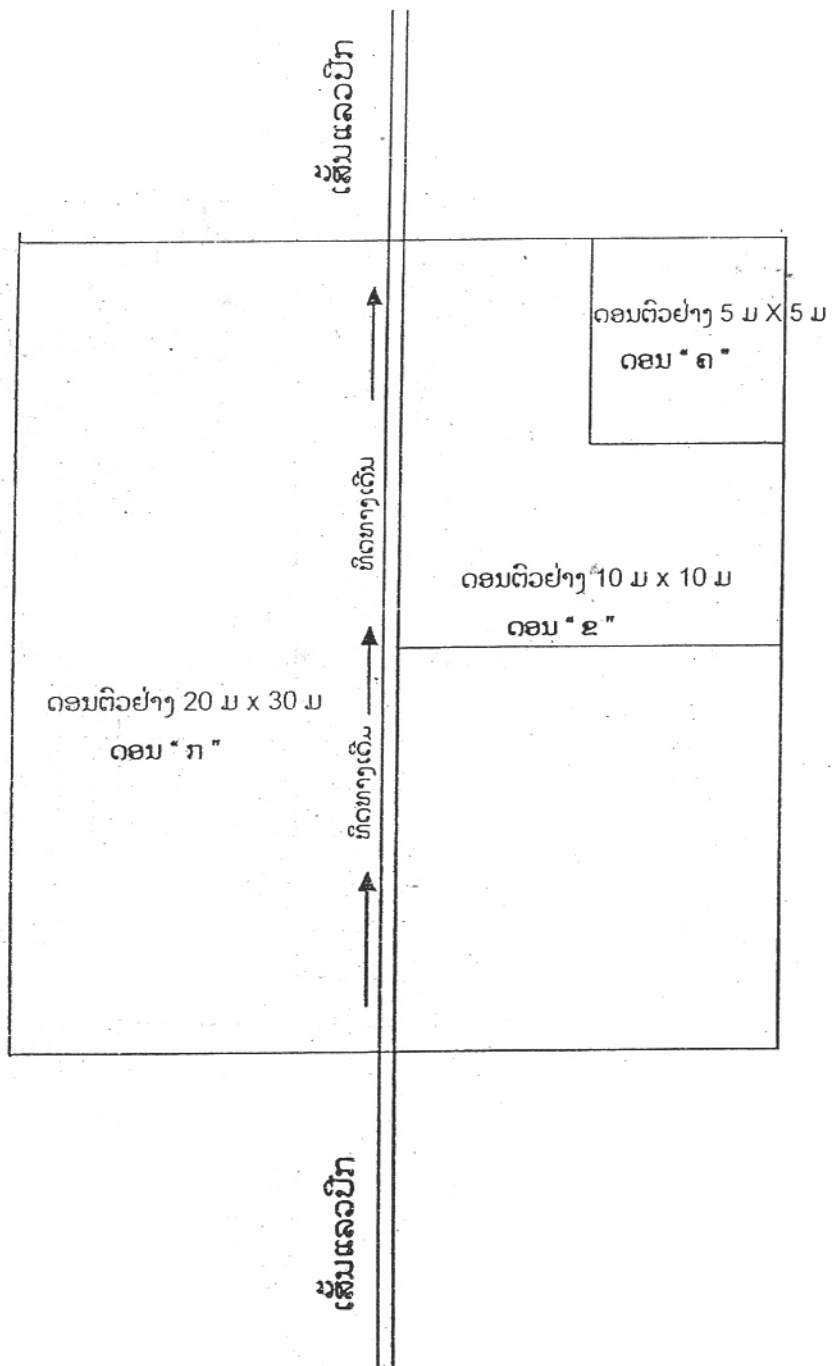 ເສັ້ນແລວປົກ
ດອນຕົວຢ່າງ 5 ມ X 5 ມ
ດອນ “ ຄ ”
ທິດທາງເດີນ
ດອນຕົວຢ່າງ 10 ມ x 10 ມ
ດອນ “ ຂ ”
ດອນຕົວຢ່າງ 20 ມ x 30 ມ
ດອນ “ ກ ”
ທິດທາງເດີນ
ເສັ້ນແລວປົກ